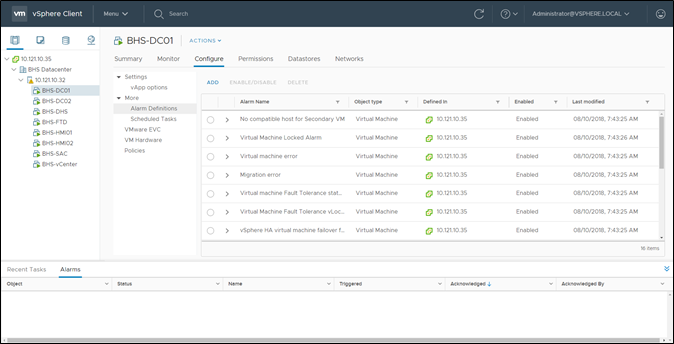 vm vSphere Client Menu Search Administrator@VSPHERE.LOCAL
10.121.10.35
BHS Datacenter
10.121.10.32
BHS-DC01
BHS-DC02
BHS-DHS
BHS-FTD
BHS-HMI01
BHS-HMI02
BHS-SAC
BHS-vCenter
BHS-DC01 ACTIONS
Summary Monitor Configure Permissions Datastores Networks
Settings
vApp options
More
Alarm Definitions
Scheduled Tasks
VMware EVC
VM Hardware
Policies
ADD ENABLE/DISABLE DELETE
Alarm Name Object type Defined In Enabled Last modified
No compatible host for Secondary VM Virtual Machine 10.121.10.35 Enabled 08/10/2018, 7:43:25 AM
Virtual Machine Locked Alarm Virtual Machine 10.121.10.35 Enabled 08/10/2018, 7:43:26 AM
Virtual machine error Virtual Machine 10.121.10.35 Enabled 08/10/2018, 7:43:25 AM
Migration error Virtual Machine 10.121.10.35 Enabled 08/10/2018, 7:43:25 AM
Virtual machine Fault Tolerance stat... Virtual Machine 10.121.10.35 Enabled 08/10/2018, 7:43:25 AM
Virtual Machine Fault Tolerance vLoc... Virtual Machine 10.121.10.35 Enabled 08/10/2018, 7:43:25 AM
vSphere HA virtual machine failover f... Virtual Machine 10.121.10.35 Enabled 08/10/2018, 7:43:25 AM
16 items
Recent Tasks Alarms
Object Status Name Triggered Acknowledged Acknowledged By